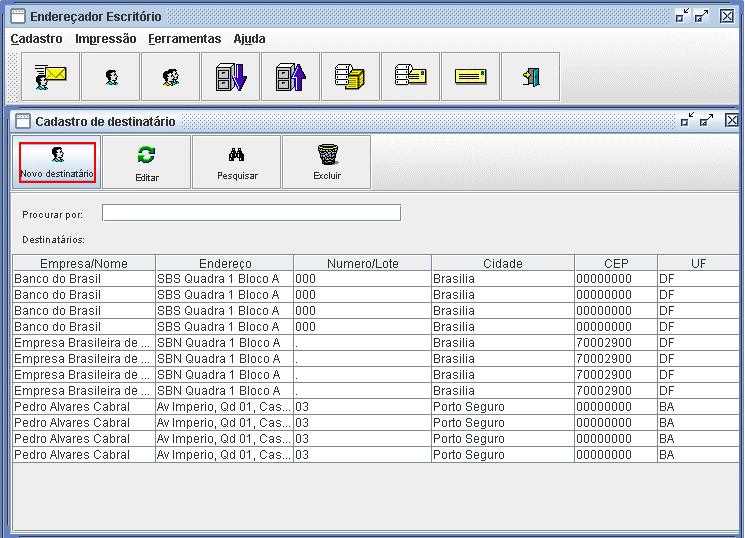 Endereçador Escritório
Cadastro Impressão Ferramentas Ajuda
Cadastro de destinatário
Novo destinatário Editar Pesquisar Excluir
Procurar por:
Destinatários:
Empresa/Nome Endereço Numero/Lote Cidade CEP UF
Banco do Brasil SBS Quadra 1 Bloco A 000 Brasilia 00000000 DF
Banco do Brasil SBS Quadra 1 Bloco A 000 Brasilia 00000000 DF
Banco do Brasil SBS Quadra 1 Bloco A 000 Brasilia 00000000 DF
Banco do Brasil SBS Quadra 1 Bloco A 000 Brasilia 00000000 DF
Empresa Brasileira de ... SBN Quadra 1 Bloco A . Brasilia 70002900 DF
Empresa Brasileira de ... SBN Quadra 1 Bloco A . Brasilia 70002900 DF
Empresa Brasileira de ... SBN Quadra 1 Bloco A . Brasilia 70002900 DF
Empresa Brasileira de ... SBN Quadra 1 Bloco A . Brasilia 70002900 DF
Pedro Alvares Cabral Av Imperio, Qd 01, Cas... 03 Porto Seguro 00000000 BA
Pedro Alvares Cabral Av Imperio, Qd 01, Cas... 03 Porto Seguro 00000000 BA
Pedro Alvares Cabral Av Imperio, Qd 01, Cas... 03 Porto Seguro 00000000 BA
Pedro Alvares Cabral Av Imperio, Qd 01, Cas... 03 Porto Seguro 00000000 BA